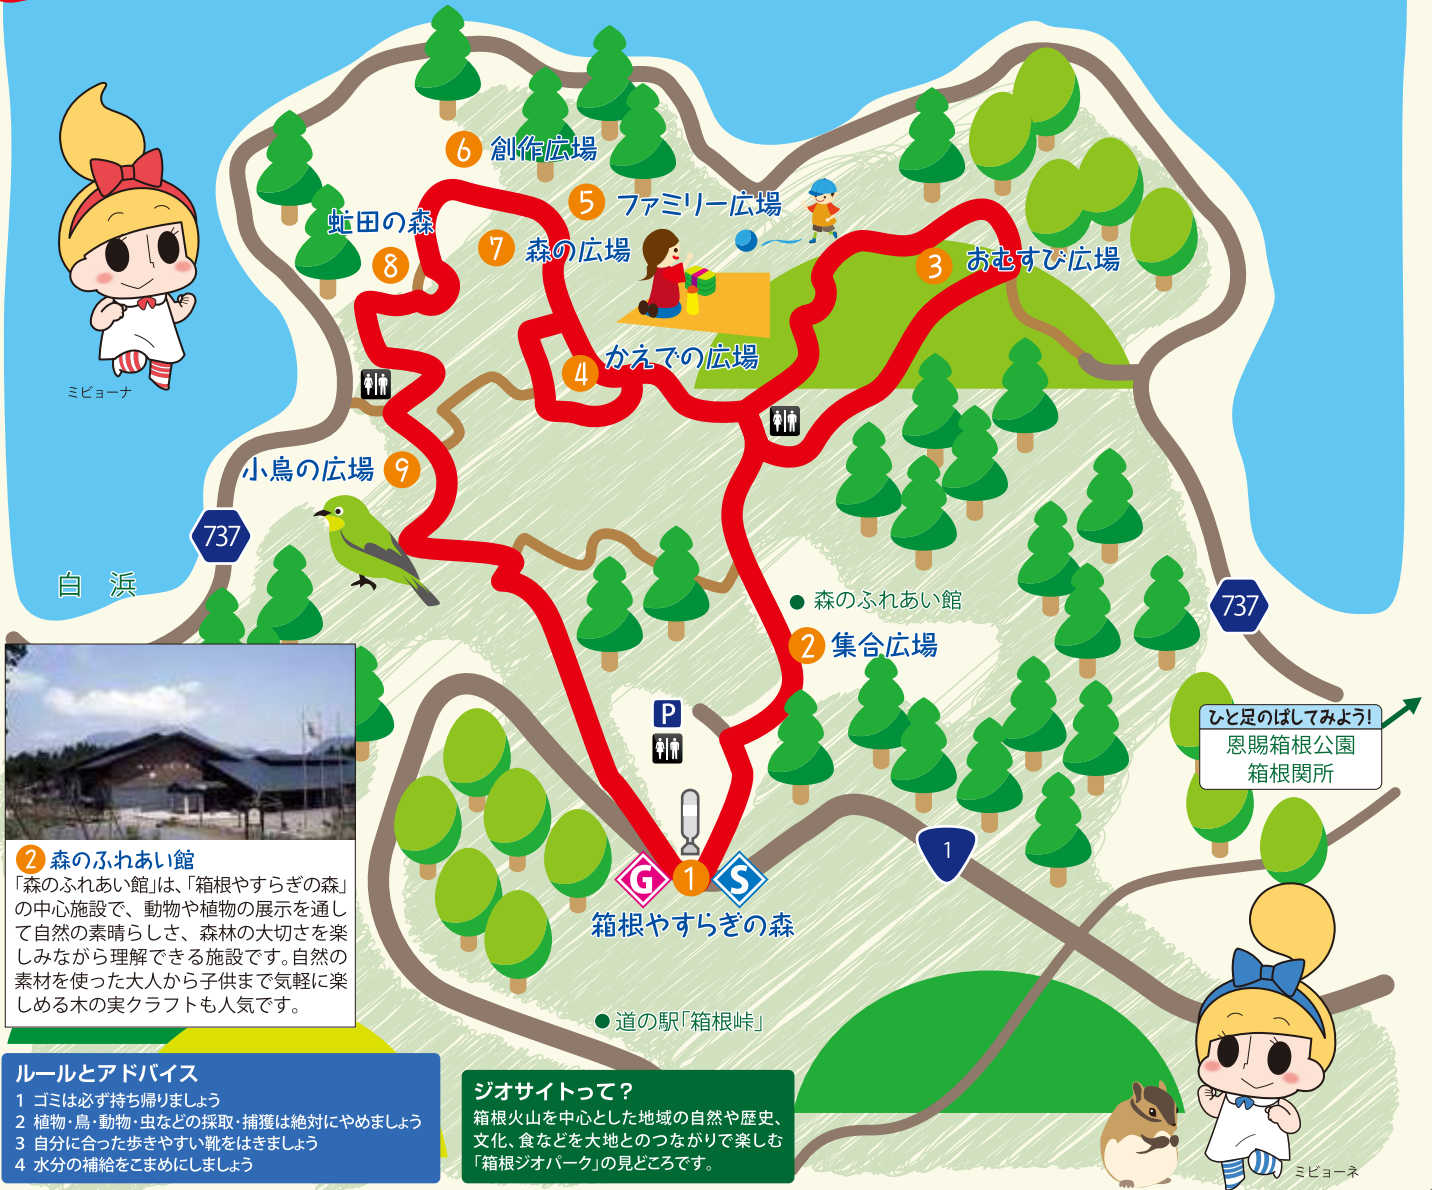 6 創作広場
5 ファミリー広場
虹田の森
8
7 森の広場
3 おむすび広場
ミビョーナ
4 かえでの広場
小鳥の広場 9
737
白 浜
森のふれあい館
737
2 集合広場
P
ひと足のばしてみよう!
恩賜箱根公園
箱根関所
1
G 1 S
箱根やすらぎの森
2 森のふれあい館
「森のふれあい館」は、「箱根やすらぎの森」
の中心施設で、動物や植物の展示を通し
て自然の素晴らしさ、森林の大切さを楽
しみながら理解できる施設です。自然の
素材を使った大人から子供まで気軽に楽
しめる木の実クラフトも人気です。
道の駅「箱根峠」
ルールとアドバイス
1 ゴミは必ず持ち帰りましょう
2 植物・鳥・動物・虫などの採取・捕獲は絶対にやめましょう
3 自分に合った歩きやすい靴をはきましょう
4 水分の補給をこまめにしましょう
ジオサイトって?
箱根火山を中心とした地域の自然や歴史、
文化、食などを大地とのつながりで楽しむ
「箱根ジオパーク」の見どころです。
ミビョーネ